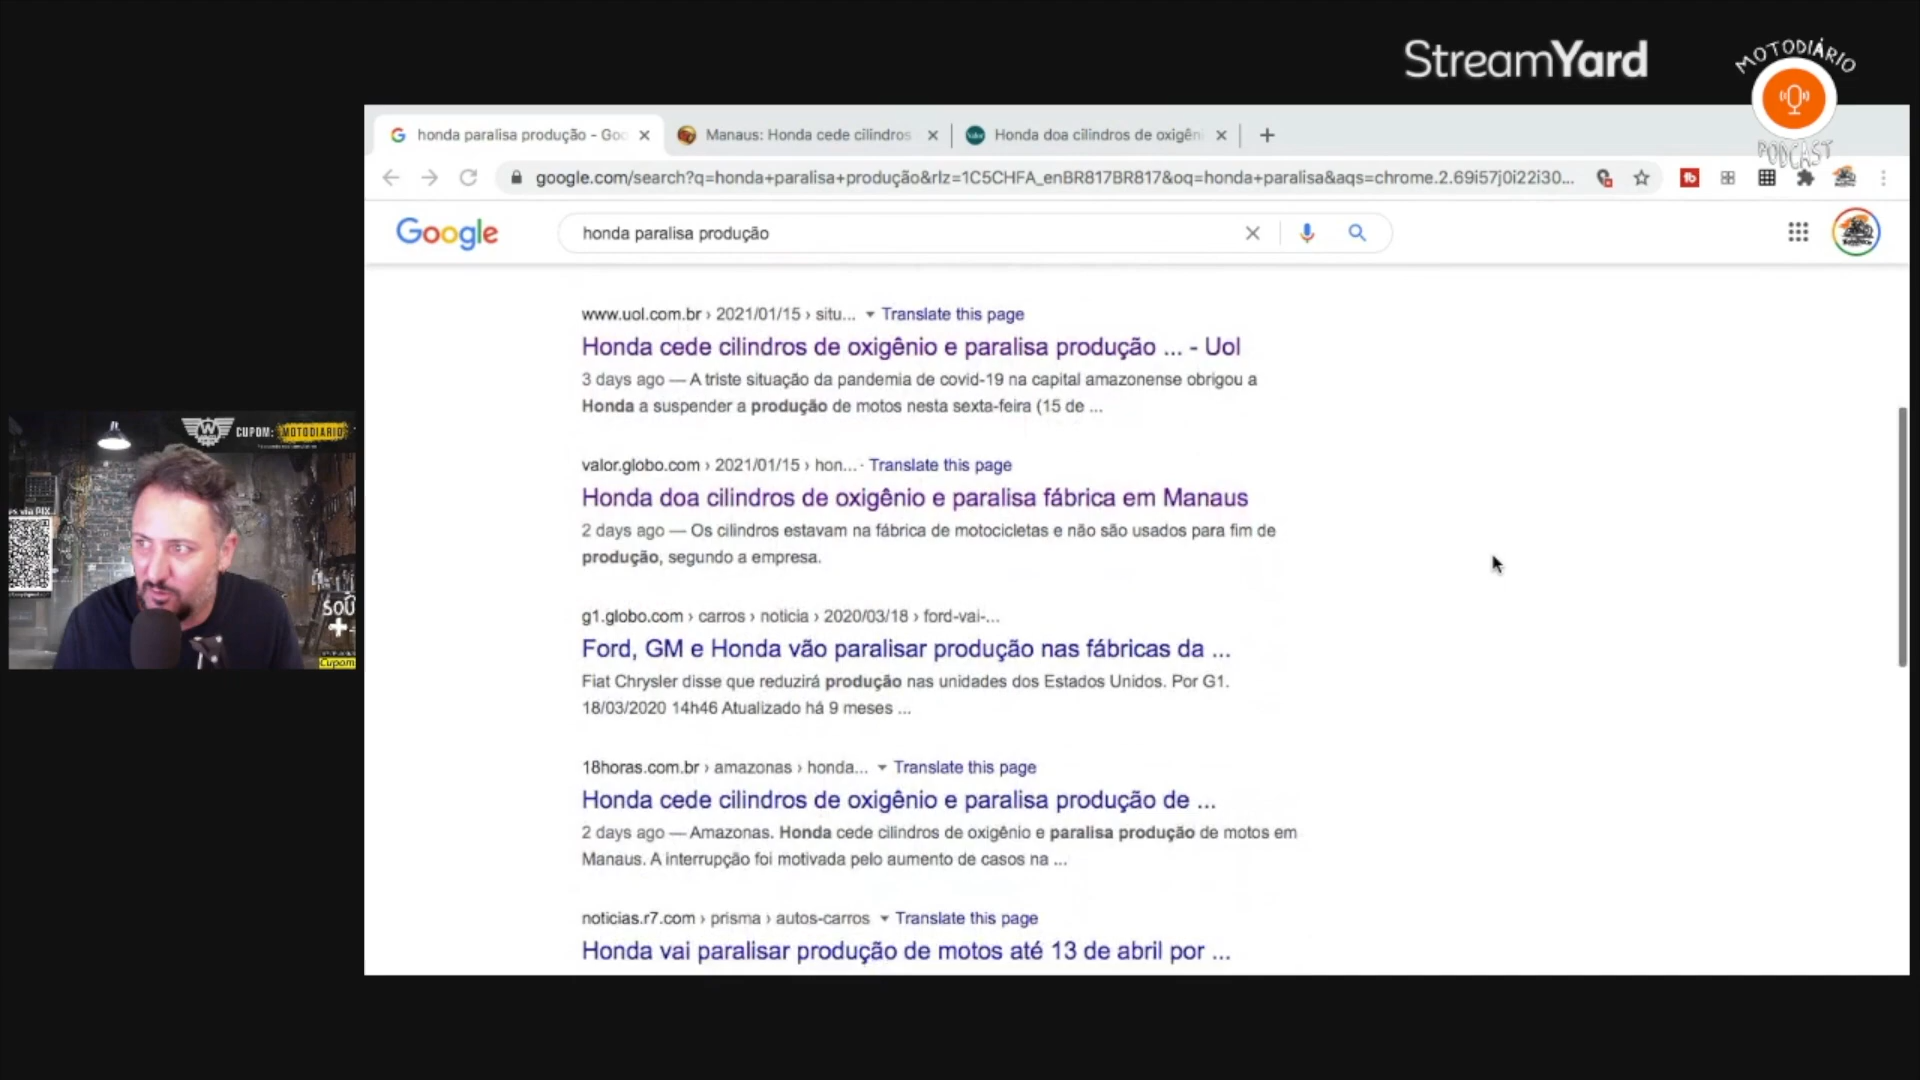 StreamYard
MOTODIÁRIO
PODCAST
honda paralisa produção - Goo
Manaus: Honda cede cilindros
Honda doa cilindros de oxigên
google.com/search?q=honda+paralisa+produção&rlz=1C5CHFA_enBR817BR817&oq=honda+paralisa&aqs=chrome.2.69i57j0i22i30...
Google
honda paralisa produção
www.uol.com.br › 2021/01/15 › situ... Translate this page
Honda cede cilindros de oxigênio e paralisa produção ... - Uol
3 days ago — A triste situação da pandemia de covid-19 na capital amazonense obrigou a
Honda a suspender a produção de motos nesta sexta-feira (15 de ...
valor.globo.com › 2021/01/15 › hon... · Translate this page
Honda doa cilindros de oxigênio e paralisa fábrica em Manaus
2 days ago — Os cilindros estavam na fábrica de motocicletas e não são usados para fim de
produção, segundo a empresa.
g1.globo.com › carros › noticia › 2020/03/18 › ford-vai-...
Ford, GM e Honda vão paralisar produção nas fábricas da ...
Fiat Chrysler disse que reduzirá produção nas unidades dos Estados Unidos. Por G1.
18/03/2020 14h46 Atualizado há 9 meses ...
18horas.com.br › amazonas › honda... Translate this page
Honda cede cilindros de oxigênio e paralisa produção de ...
2 days ago — Amazonas. Honda cede cilindros de oxigênio e paralisa produção de motos em
Manaus. A interrupção foi motivada pelo aumento de casos na ...
noticias.r7.com › prisma › autos-carros Translate this page
Honda vai paralisar produção de motos até 13 de abril por ...
W CUPOM: MOTODIARIO
es via PIX
SOU
+
Cupom